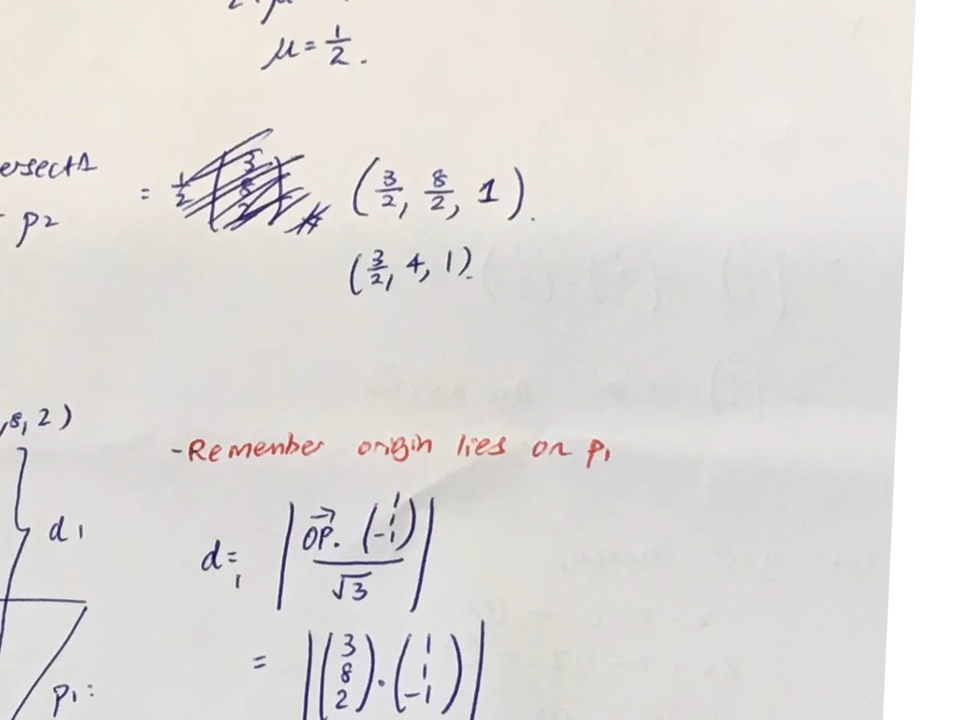 μ = 1/2.
= (3/2, 8/2, 1).
p2
(3/2, 4, 1).
,8, 2)
- Remember origin lies on p1
d1
d1 = | OP→ · (1 1 -1) / √3 |
= | (3 8 2) · (1 1 -1) |
p1: